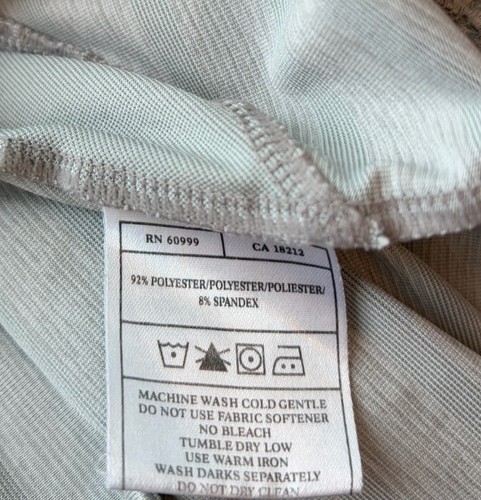 RN 60999 CA 18212
92% POLYESTER/POLYESTER/POLIESTER/
8% SPANDEX
MACHINE WASH COLD GENTLE
DO NOT USE FABRIC SOFTENER
NO BLEACH
TUMBLE DRY LOW
USE WARM IRON
WASH DARKS SEPARATELY
DO NOT DRY CLEAN